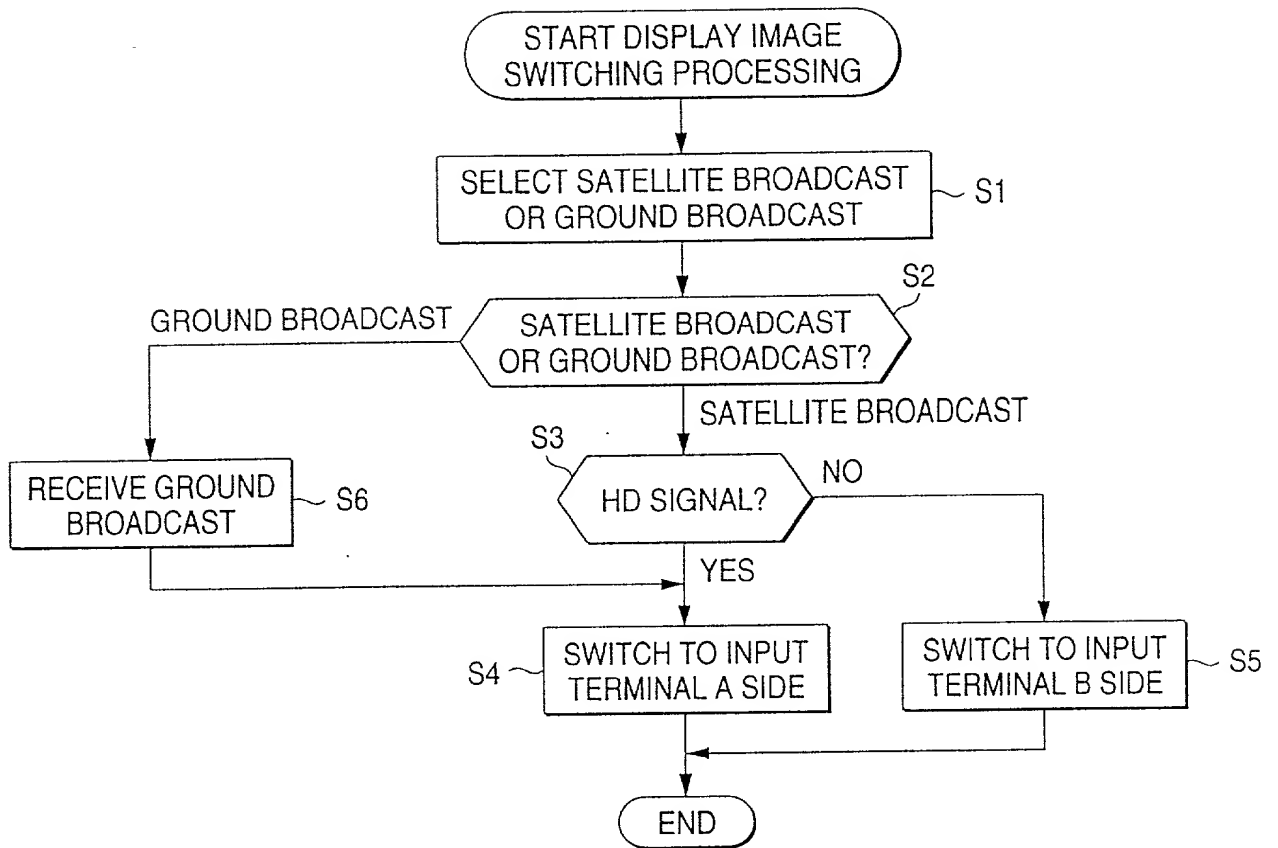 START DISPLAY IMAGE
SWITCHING PROCESSING
SELECT SATELLITE BROADCAST
OR GROUND BROADCAST
S1
S2
GROUND BROADCAST
SATELLITE BROADCAST
OR GROUND BROADCAST?
SATELLITE BROADCAST
S3
HD SIGNAL?
NO
RECEIVE GROUND
BROADCAST
S6
YES
S4
SWITCH TO INPUT
TERMINAL A SIDE
SWITCH TO INPUT
TERMINAL B SIDE
S5
END